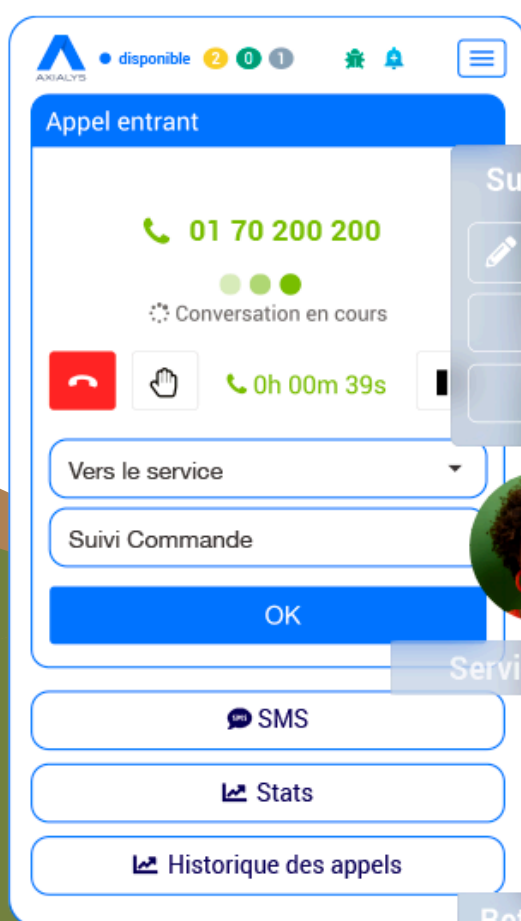 AXIALYS
disponible 2 0 1
Appel entrant
01 70 200 200
Conversation en cours
0h 00m 39s
Vers le service
Suivi Commande
OK
SMS
Stats
Historique des appels